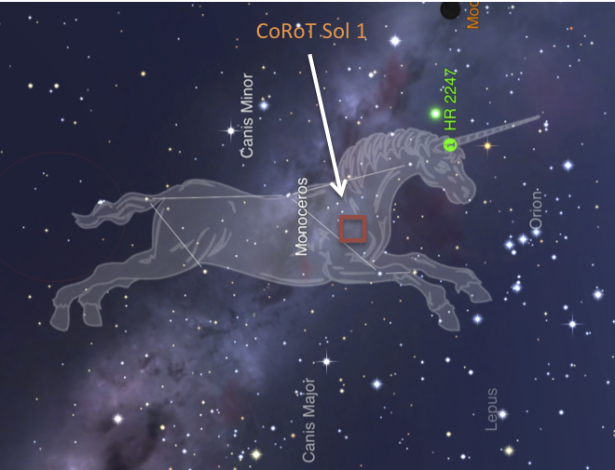 CoRoT Sol 1
HR 2247
Canis Minor
Monoceros
Orion
Canis Major
Lepus